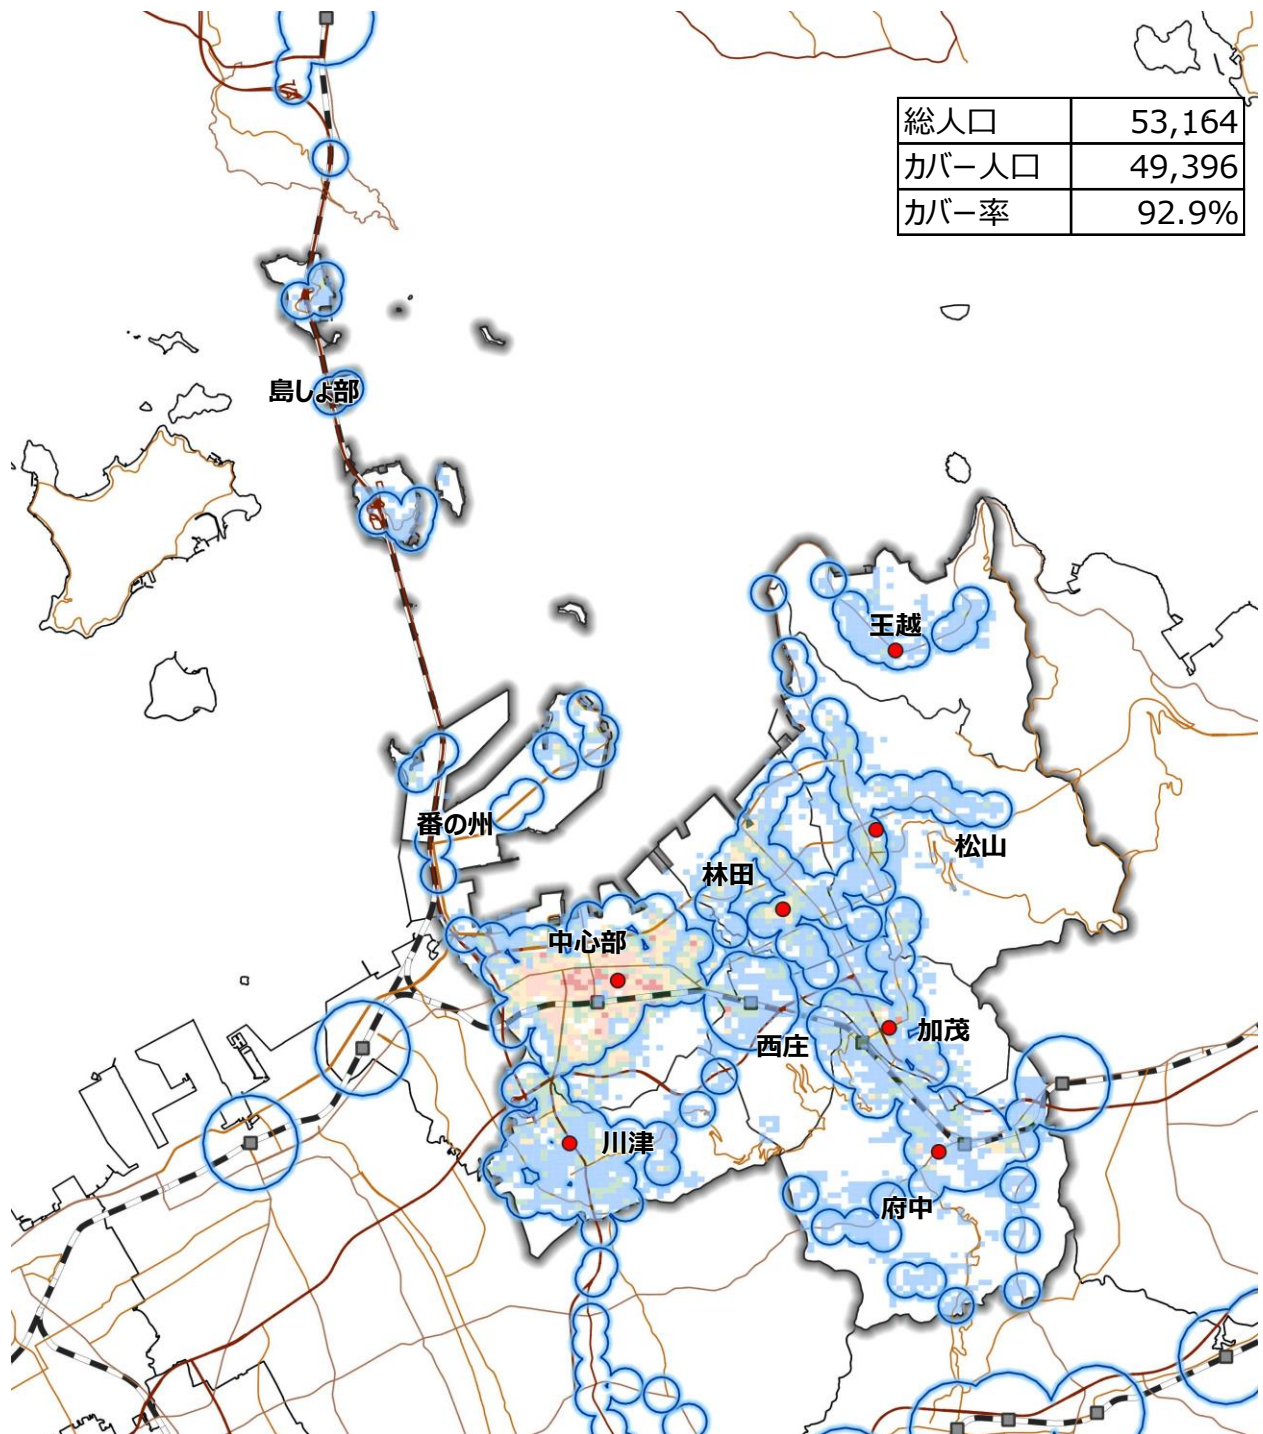 総人口 53,164
カバー人口 49,396
カバー率 92.9%
島しょ部
王越
番の州
松山
林田
中心部
加茂
西庄
川津
府中